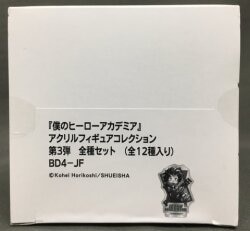 『僕のヒーローアカデミア』
アクリルフィギュアコレクション
第3弾 全種セット (全12種入り)
BD4-JF
©Kohei Horikoshi/SHUEISHA